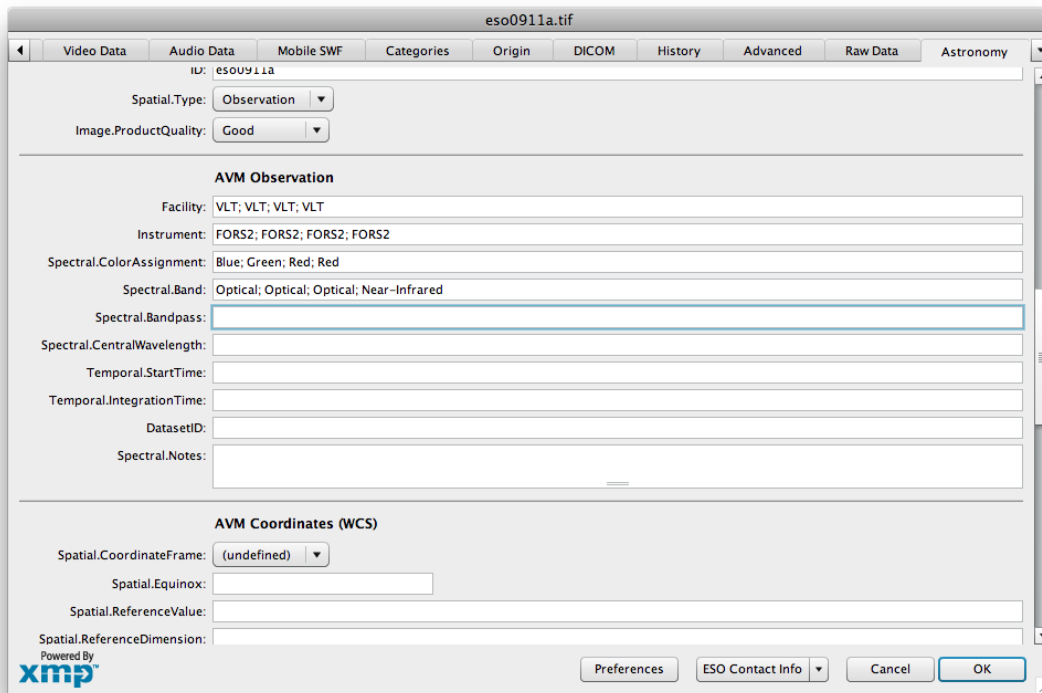 eso0911a.tif
Video Data Audio Data Mobile SWF Categories Origin DICOM History Advanced Raw Data Astronomy
ID: eso0911a
Spatial.Type: Observation
Image.ProductQuality: Good
AVM Observation
Facility: VLT; VLT; VLT; VLT
Instrument: FORS2; FORS2; FORS2; FORS2
Spectral.ColorAssignment: Blue; Green; Red; Red
Spectral.Band: Optical; Optical; Optical; Near-Infrared
Spectral.Bandpass:
Spectral.CentralWavelength:
Temporal.StartTime:
Temporal.IntegrationTime:
DatasetID:
Spectral.Notes:
AVM Coordinates (WCS)
Spatial.CoordinateFrame: (undefined)
Spatial.Equinox:
Spatial.ReferenceValue:
Spatial.ReferenceDimension:
Powered By
xmp™
Preferences ESO Contact Info Cancel OK